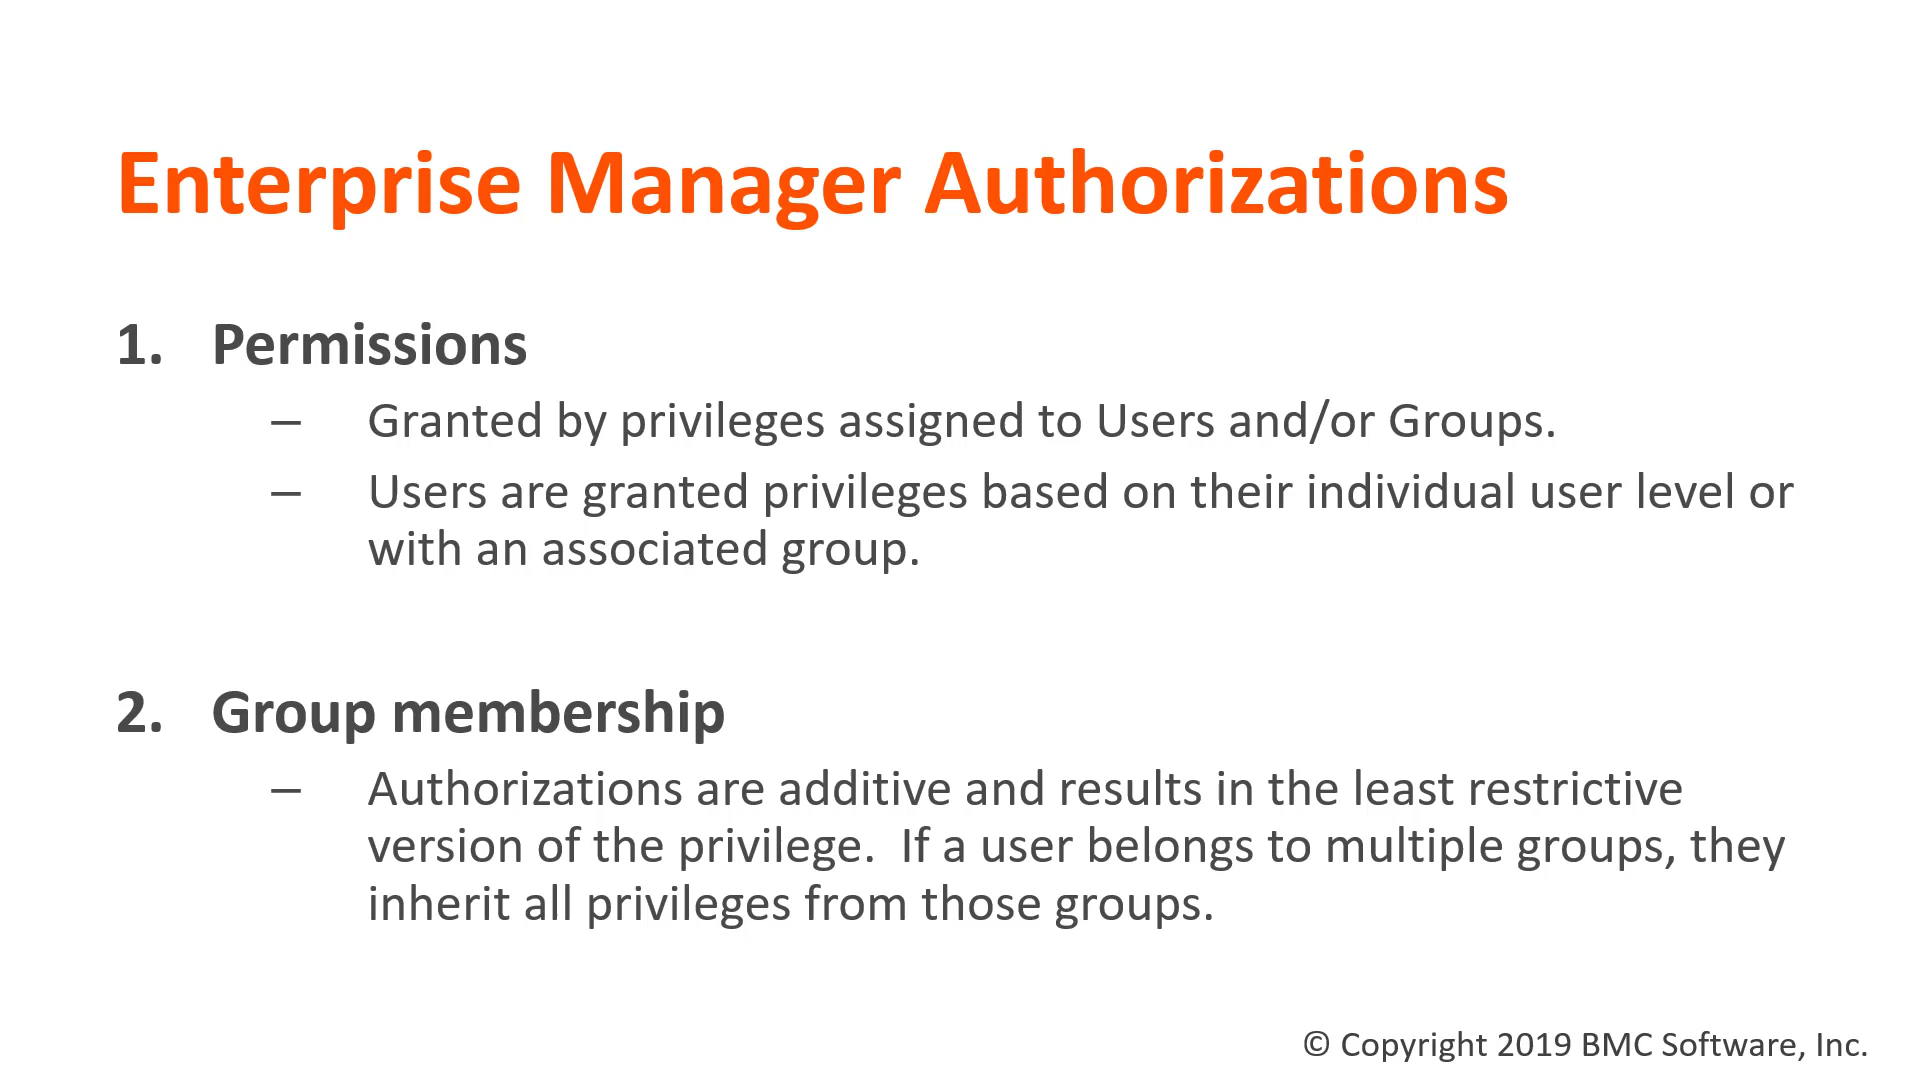 Enterprise Manager Authorizations
1. Permissions
– Granted by privileges assigned to Users and/or Groups.
– Users are granted privileges based on their individual user level or
with an associated group.
2. Group membership
– Authorizations are additive and results in the least restrictive
version of the privilege.  If a user belongs to multiple groups, they
inherit all privileges from those groups.
© Copyright 2019 BMC Software, Inc.